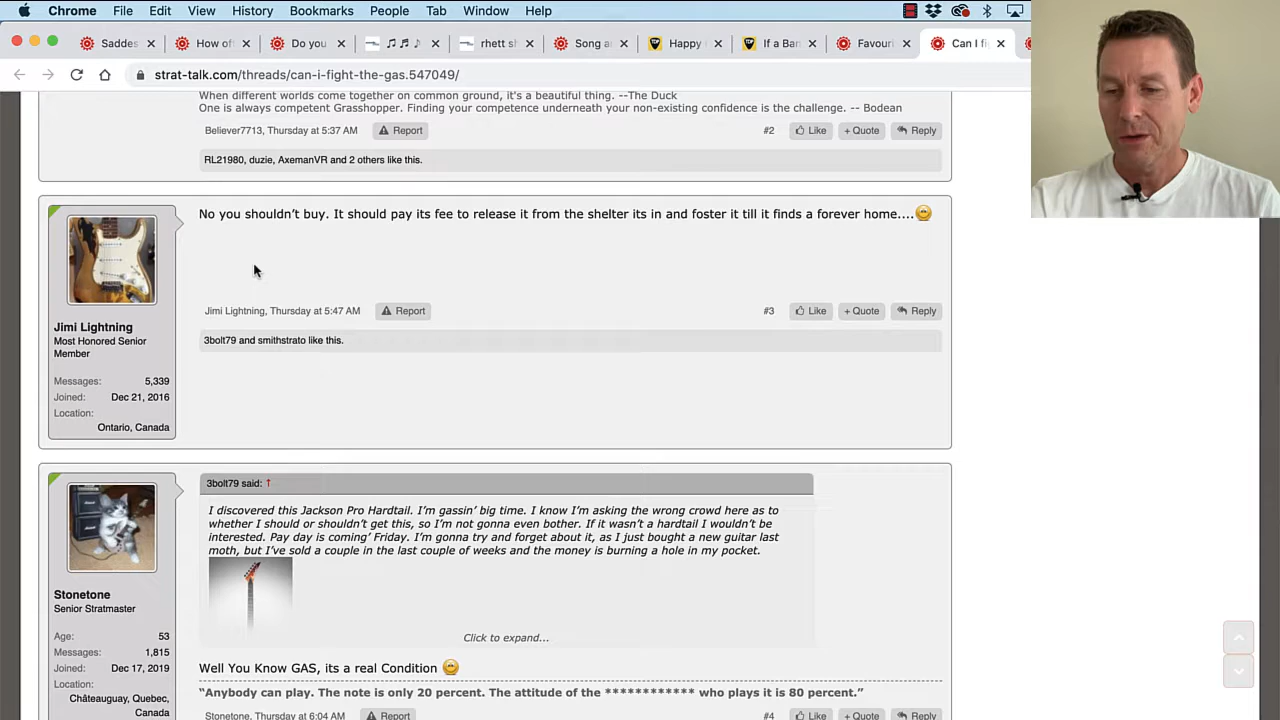 Chrome File Edit View History Bookmarks People Tab Window Help
Saddes How of Do you ♫ ♬ ♪ rhett s Song a Happy If a Ban Favouri Can I fi
strat-talk.com/threads/can-i-fight-the-gas.547049/
When different worlds come together on common ground, it's a beautiful thing. --The Duck
One is always competent Grasshopper. Finding your competence underneath your non-existing confidence is the challenge. -- Bodean
Believer7713, Thursday at 5:37 AM Report #2 Like + Quote Reply
RL21980, duzie, AxemanVR and 2 others like this.
No you shouldn't buy. It should pay its fee to release it from the shelter its in and foster it till it finds a forever home....
Jimi Lightning, Thursday at 5:47 AM Report #3 Like + Quote Reply
3bolt79 and smithstrato like this.
Jimi Lightning
Most Honored Senior
Member
Messages: 5,339
Joined: Dec 21, 2016
Location:
Ontario, Canada
3bolt79 said: ↑
I discovered this Jackson Pro Hardtail. I'm gassin' big time. I know I'm asking the wrong crowd here as to
whether I should or shouldn't get this, so I'm not gonna even bother. If it wasn't a hardtail I wouldn't be
interested. Pay day is coming' Friday. I'm gonna try and forget about it, as I just bought a new guitar last
moth, but I've sold a couple in the last couple of weeks and the money is burning a hole in my pocket.
Click to expand...
Stonetone
Senior Stratmaster
Age: 53
Messages: 1,815
Joined: Dec 17, 2019
Location:
Châteauguay, Quebec,
Canada
Well You Know GAS, its a real Condition
“Anybody can play. The note is only 20 percent. The attitude of the ************ who plays it is 80 percent.”
Stonetone, Thursday at 6:04 AM Report #4 Like + Quote Reply